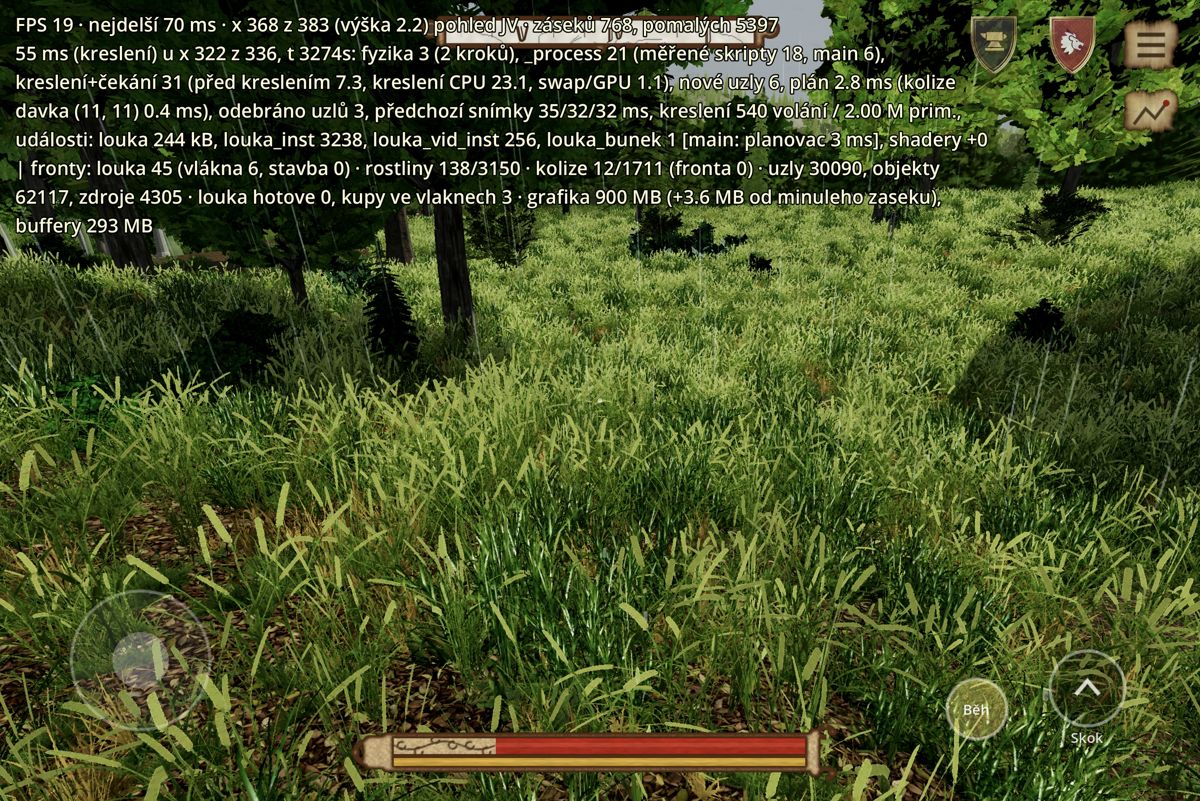 FPS 19 · nejdelší 70 ms · x 368 z 383 (výška 2.2) pohled JV · záseků 768, pomalých 5397
55 ms (kreslení) u x 322 z 336, t 3274s: fyzika 3 (2 kroků), _process 21 (měřené skripty 18, main 6),
kreslení+čekání 31 (před kreslením 7.3, kreslení CPU 23.1, swap/GPU 1.1), nové uzly 6, plán 2.8 ms (kolize
davka (11, 11) 0.4 ms), odebráno uzlů 3, předchozí snímky 35/32/32 ms, kreslení 540 volání / 2.00 M prim.,
události: louka 244 kB, louka_inst 3238, louka_vid_inst 256, louka_bunek 1 [main: planovac 3 ms], shadery +0
| fronty: louka 45 (vlákna 6, stavba 0) · rostliny 138/3150 · kolize 12/1711 (fronta 0) · uzly 30090, objekty
62117, zdroje 4305 · louka hotove 0, kupy ve vlaknech 3 · grafika 900 MB (+3.6 MB od minuleho zaseku),
buffery 293 MB
Běh
Skok